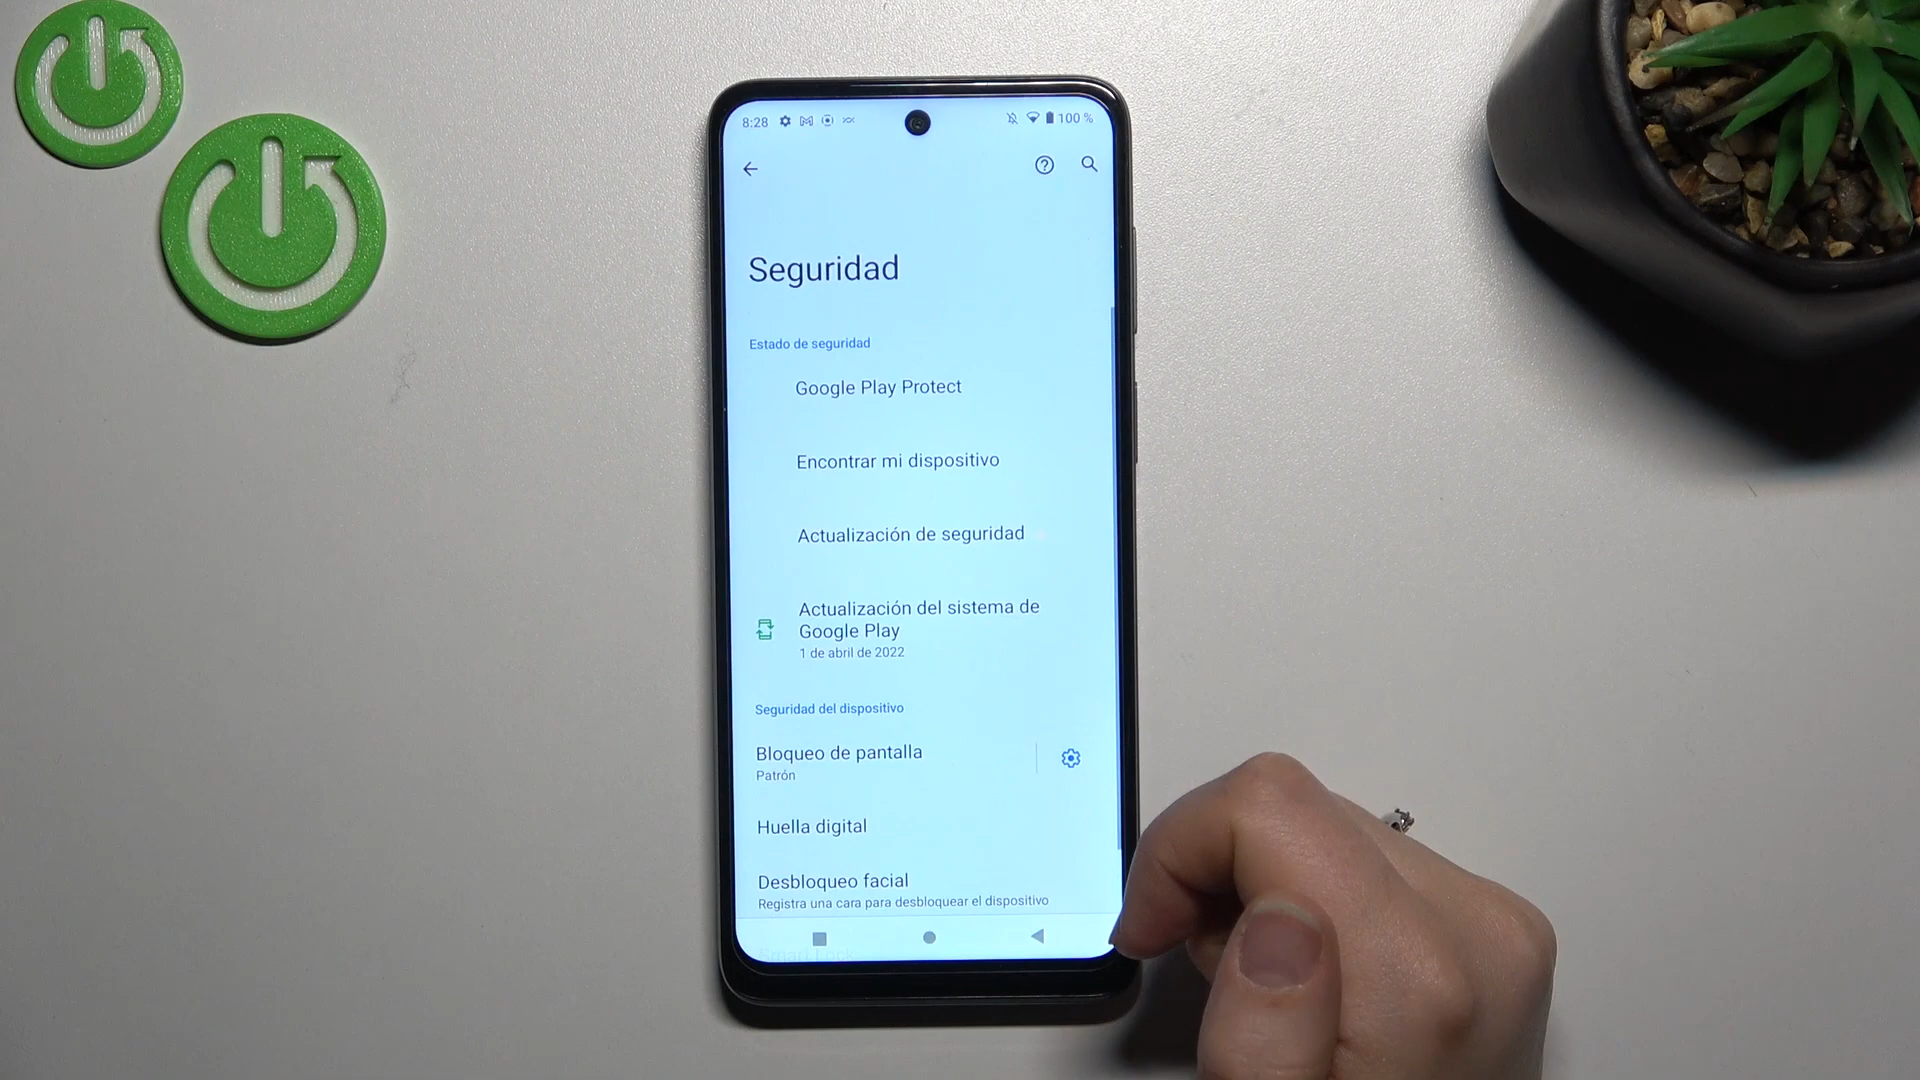 8:28
100 %
Seguridad
Estado de seguridad
Google Play Protect
Encontrar mi dispositivo
Actualización de seguridad
Actualización del sistema de
Google Play
1 de abril de 2022
Seguridad del dispositivo
Bloqueo de pantalla
Patrón
Huella digital
Desbloqueo facial
Registra una cara para desbloquear el dispositivo
Smart Lock